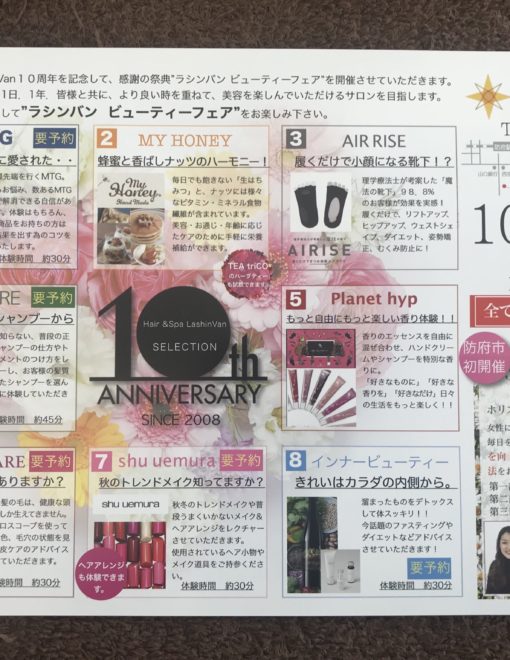 Van１０周年を記念して、感謝の祭典"ラシンバン ビューティーフェア"を開催させていただきます。
1日、1年、皆様と共に、より良い時を重ねて、美容を楽しんでいただけるサロンを目指します。
して"ラシンバン ビューティーフェア"をお楽しみ下さい。
G 要予約
に愛された・・
先端を行くMTG。
るお悩み、数あるMTG
で解消できる自信があ
す。体験はもちろん、
商品をお持ちの方は
効果を出す為のコツを
いたします。
体験時間 約30分
2 MY HONEY
蜂蜜と香ばしナッツのハーモニー！
My Honey
Hand Made
毎日でも飽きない「生はち
みつ」と、ナッツには様々
なビタミン・ミネラル食物
繊維が含まれています。
美容・お通じ・年齢に応じ
たケアのために手軽に栄養
補給ができます。
TEA triCO
のハーブティー
も試飲できます。
3 AIR RISE
履くだけで小顔になる靴下！？
理学療法士が考案した「魔
法の靴下」９８，８％
のお客様が効果を実感！
履くだけで、リフトアップ、
ヒップアップ、ウェストシェ
イプ、ダイエット、姿勢矯
正、むくみ防止に！
AIRISE
RE 要予約
シャンプーから
知らない、普段の正
シャンプーの仕方やト
メントのつけ方をレ
ーし、お客様の髪質
たシャンプーを選ん
に体験していただき
体験時間 約45分
10th
Hair &Spa LashinVan
SELECTION
ANNIVERSARY
SINCE 2008
5 Planet hyp
もっと自由にもっと楽しい香り体験！！
香りのエッセンスを自由に
混ぜ合わせ、ハンドクリー
ムやシャンプーを特別な香
りに。
「好きなものに」「好きな
香りを」「好きなだけ」日々
の生活をもっと楽しく！！
ARE 要予約
ありますか？
髪の毛は、健康な頭
しか生えてきません。
ロスコープを使って
色、毛穴の状態を見
皮ケアのアドバイス
ていただきます。
体験時間 約30分
7 shu uemura 要予約
秋のトレンドメイク知ってますか？
shu uemura
秋冬のトレンドメイクや普
段うまくいかないメイク&
ヘアアレンジをレクチャー
させていただきます。
使用されているヘア小物や
メイク道具をご持参くださ
い。
体験時間 約30分
ヘアアレンジ
も体験できま
す。
8 インナービューティー
きれいはカラダの内側から。
溜まったものをデトックス
して体スッキリ！！
今話題のファスティングや
ダイエットなどアドバイス
させていただきます！
要予約
体験時間 約30分
T
10
全て
防府市
初開催
ホリス
女性に
毎日を
を向
法をお
第一
第二
第三